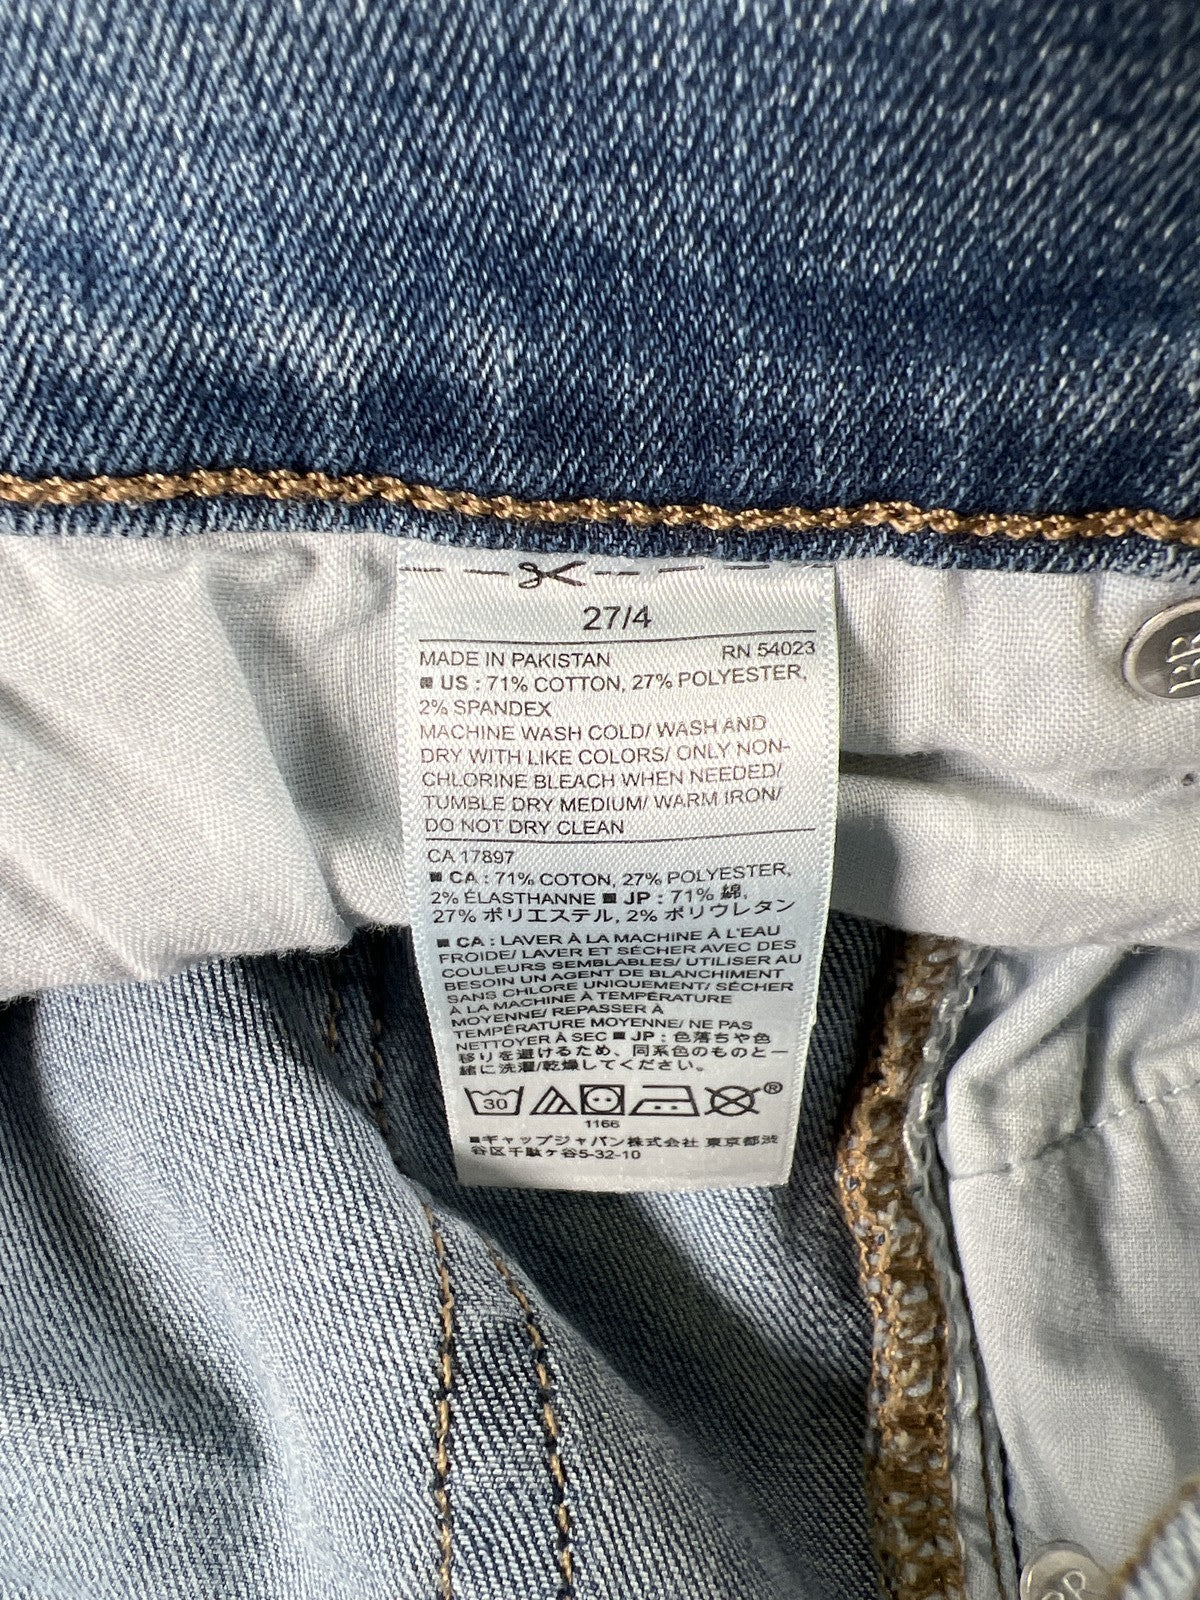 27/4
MADE IN PAKISTAN RN 54023
US : 71% COTTON, 27% POLYESTER,
2% SPANDEX
MACHINE WASH COLD/ WASH AND
DRY WITH LIKE COLORS/ ONLY NON-
CHLORINE BLEACH WHEN NEEDED/
TUMBLE DRY MEDIUM/ WARM IRON/
DO NOT DRY CLEAN
CA 17897
■ CA : 71% COTON, 27% POLYESTER,
2% ÉLASTHANNE ■ JP : 71% 綿,
27% ポリエステル, 2% ポリウレタン
■ CA : LAVER À LA MACHINE À L'EAU
FROIDE/ LAVER ET SÉCHER AVEC DES
COULEURS SEMBLABLES/ UTILISER AU
BESOIN UN AGENT DE BLANCHIMENT
SANS CHLORE UNIQUEMENT/ SÉCHER
À LA MACHINE À TEMPÉRATURE
MOYENNE/ REPASSER À
TEMPÉRATURE MOYENNE/ NE PAS
NETTOYER À SEC ■ JP : 色落ちや色
移りを避けるため、同系色のものと一
緒に洗濯/乾燥してください。
30
®
1166
■ギャップジャパン株式会社 東京都渋
谷区千駄ヶ谷5-32-10
BR
BR